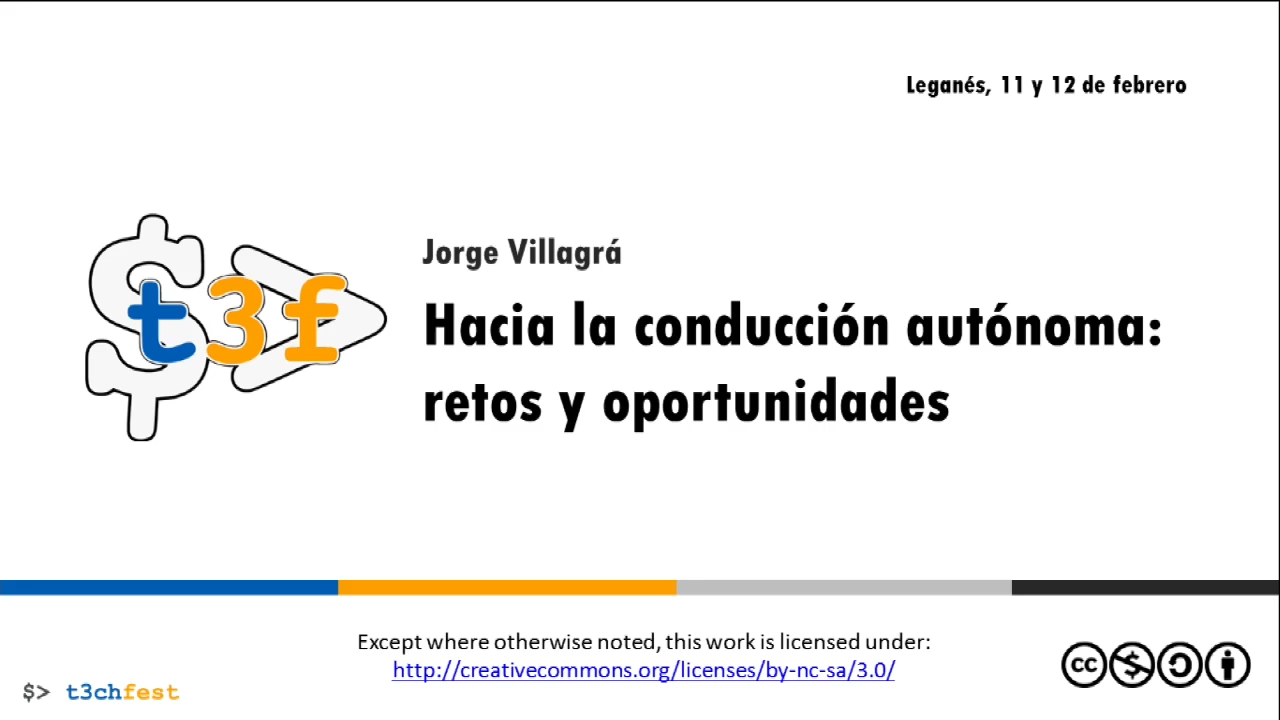 Leganés, 11 y 12 de febrero
$> t3f
Jorge Villagrá
Hacia la conducción autónoma:
retos y oportunidades
Except where otherwise noted, this work is licensed under:
http://creativecommons.org/licenses/by-nc-sa/3.0/
cc
$> t3chfest